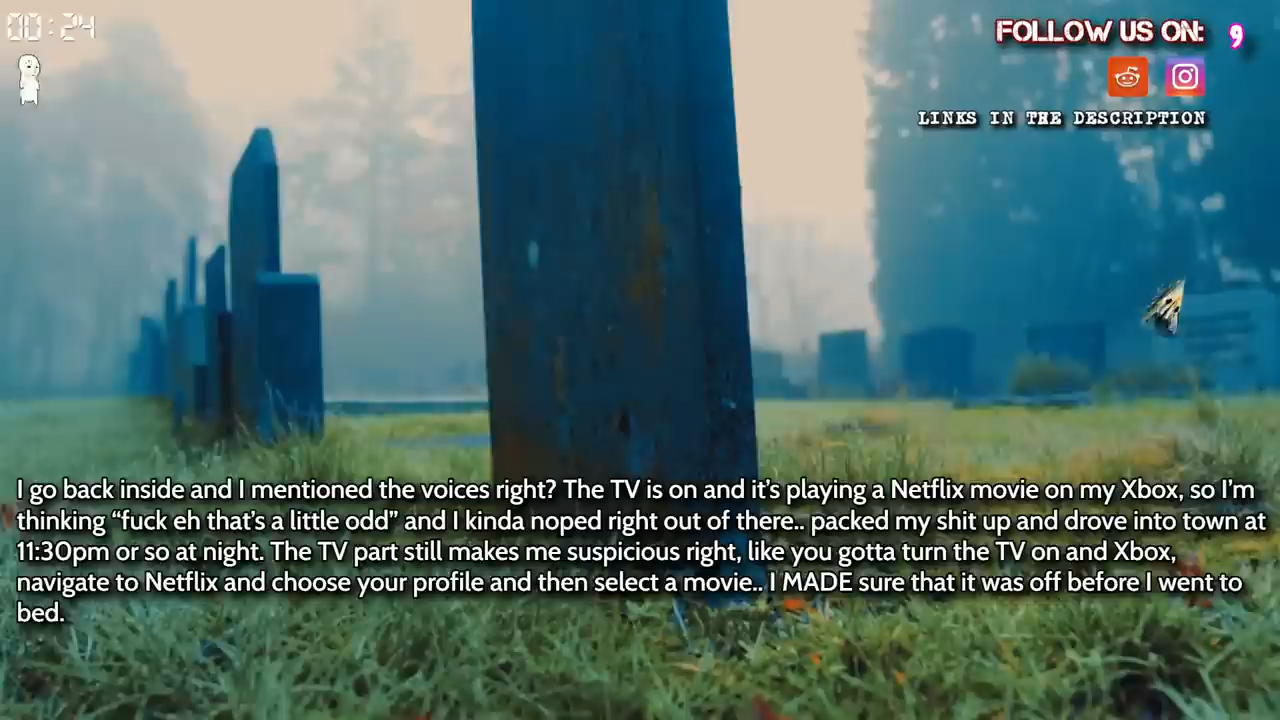 00:24
FOLLOW US ON: ,
LINKS IN THE DESCRIPTION
I go back inside and I mentioned the voices right? The TV is on and it's playing a Netflix movie on my Xbox, so I'm
thinking “fuck eh that's a little odd” and I kinda noped right out of there.. packed my shit up and drove into town at
11:30pm or so at night. The TV part still makes me suspicious right, like you gotta turn the TV on and Xbox,
navigate to Netflix and choose your profile and then select a movie.. I MADE sure that it was off before I went to
bed.